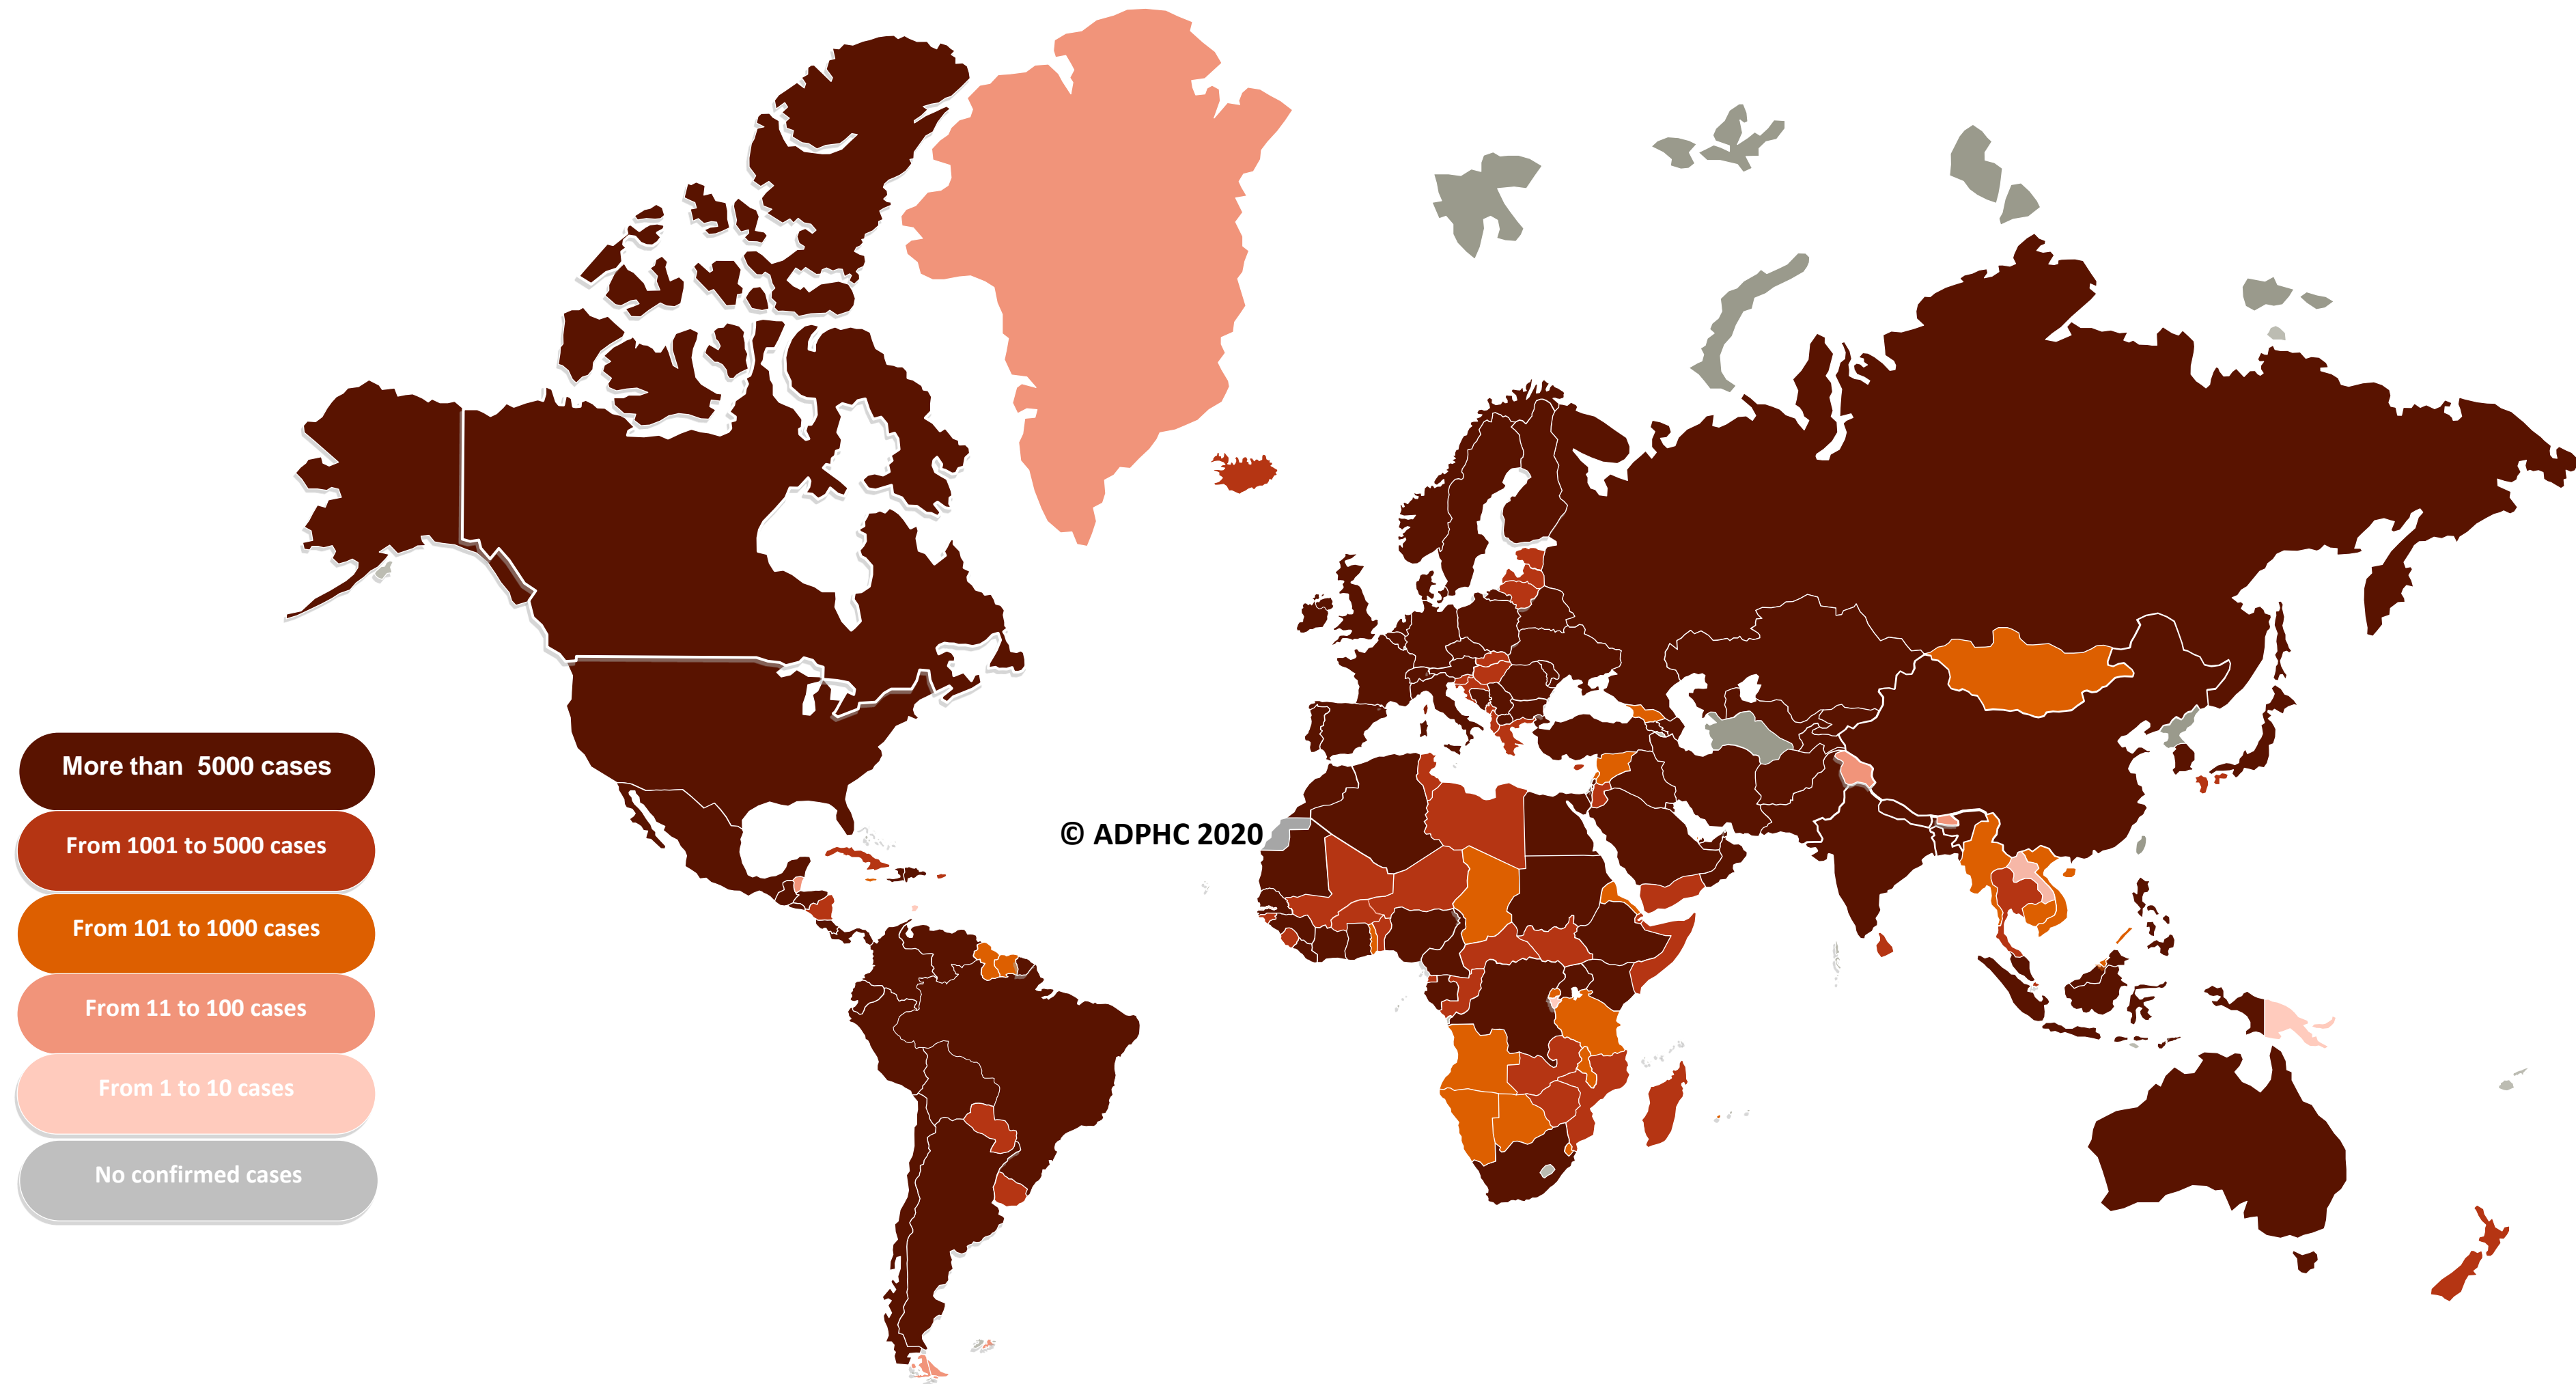 © ADPHC 2020
More than  5000 cases
From 1001 to 5000 cases
From 101 to 1000 cases
From 11 to 100 cases
From 1 to 10 cases
No confirmed cases